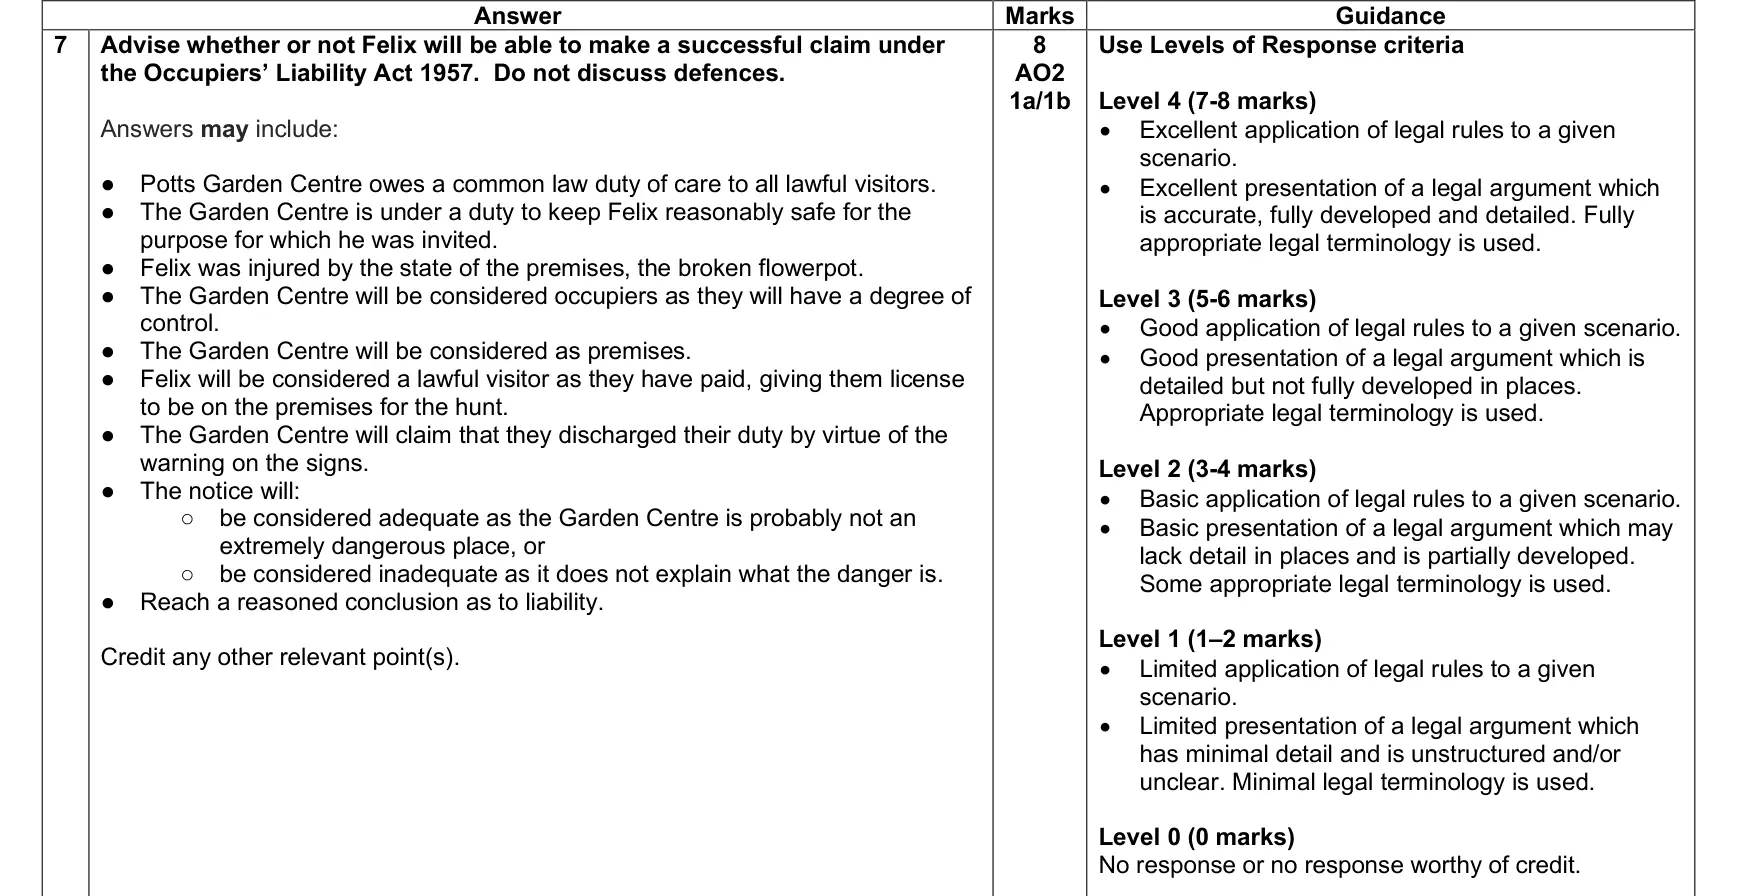 Answer Marks Guidance
7 Advise whether or not Felix will be able to make a successful claim under
the Occupiers’ Liability Act 1957. Do not discuss defences.
Answers may include:
● Potts Garden Centre owes a common law duty of care to all lawful visitors.
● The Garden Centre is under a duty to keep Felix reasonably safe for the
purpose for which he was invited.
● Felix was injured by the state of the premises, the broken flowerpot.
● The Garden Centre will be considered occupiers as they will have a degree of
control.
● The Garden Centre will be considered as premises.
● Felix will be considered a lawful visitor as they have paid, giving them license
to be on the premises for the hunt.
● The Garden Centre will claim that they discharged their duty by virtue of the
warning on the signs.
● The notice will:
○ be considered adequate as the Garden Centre is probably not an
extremely dangerous place, or
○ be considered inadequate as it does not explain what the danger is.
● Reach a reasoned conclusion as to liability.
Credit any other relevant point(s).
8
AO2
1a/1b
Use Levels of Response criteria
Level 4 (7-8 marks)
• Excellent application of legal rules to a given
scenario.
• Excellent presentation of a legal argument which
is accurate, fully developed and detailed. Fully
appropriate legal terminology is used.
Level 3 (5-6 marks)
• Good application of legal rules to a given scenario.
• Good presentation of a legal argument which is
detailed but not fully developed in places.
Appropriate legal terminology is used.
Level 2 (3-4 marks)
• Basic application of legal rules to a given scenario.
• Basic presentation of a legal argument which may
lack detail in places and is partially developed.
Some appropriate legal terminology is used.
Level 1 (1–2 marks)
• Limited application of legal rules to a given
scenario.
• Limited presentation of a legal argument which
has minimal detail and is unstructured and/or
unclear. Minimal legal terminology is used.
Level 0 (0 marks)
No response or no response worthy of credit.